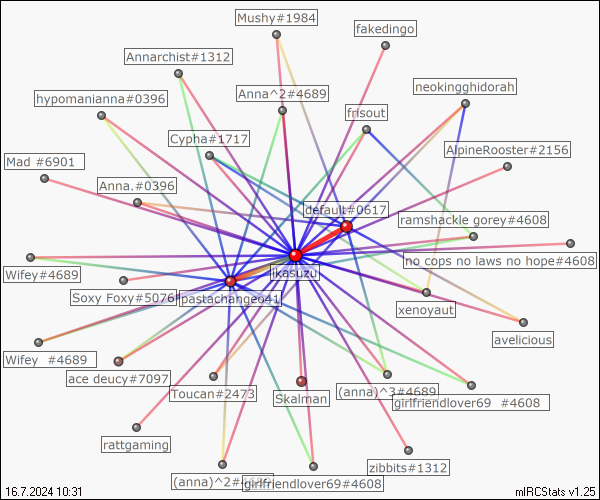 Mushy#1984
fakedingo
Annarchist#1312
neokingghidorah
hypomanianna#0396
Anna^2#4689
frisout
Cypha#1717
AlpineRooster#2156
Mad #6901
Anna.#0396
default#0617
ramshackle gorey#4608
no cops no laws no hope#4608
Wifey#4689
ikasuzu
Soxy Foxy#5076
pastachangeo41
xenoyaut
avelicious
Wifey #4689
ace deucy#7097
Toucan#2473
(anna)^3#4689
Skalman
girlfriendlover69 #4608
rattgaming
zibbits#1312
(anna)^2#
girlfriendlover69#4608
16.7.2024 10:31
mIRCStats v1.25